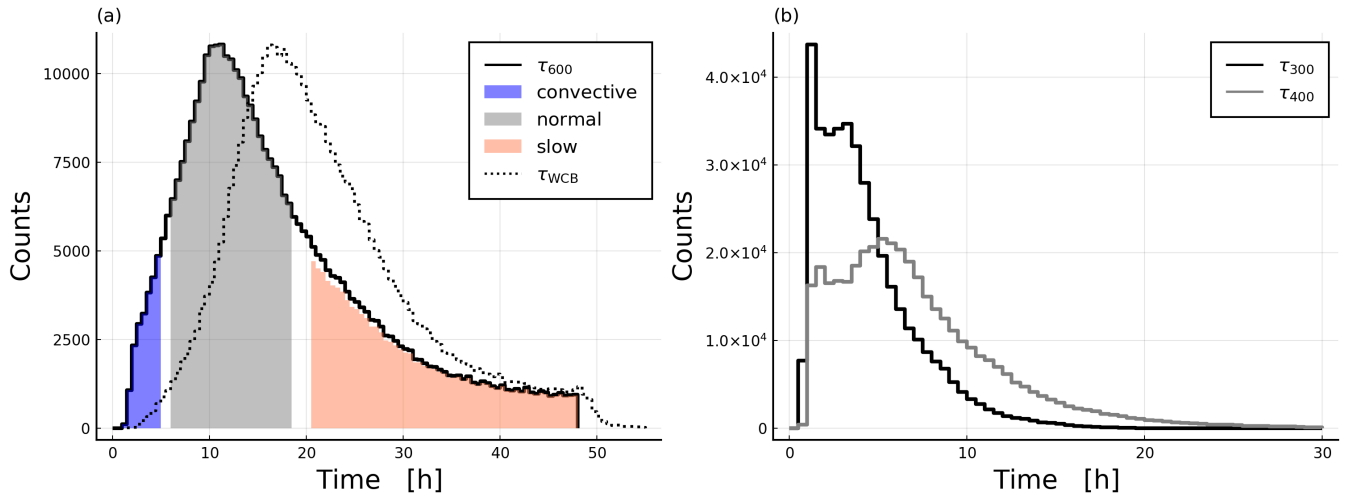 (a)
10000
7500
5000
2500
0
Counts
0 10 20 30 40 50
Time [h]
τ600
convective
normal
slow
τWCB
(b)
4.0×10⁴
3.0×10⁴
2.0×10⁴
1.0×10⁴
0
Counts
0 10 20 30
Time [h]
τ300
τ400